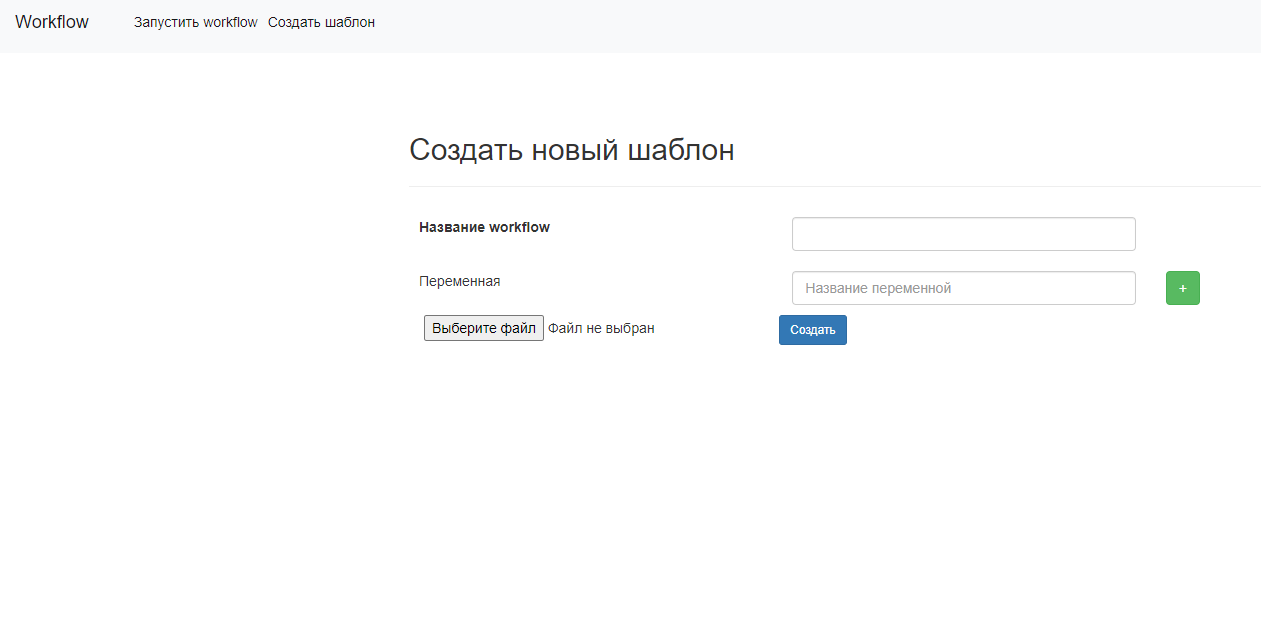 Workflow Запустить workflow Создать шаблон
Создать новый шаблон
Название workflow
Переменная Название переменной +
Выберите файл Файл не выбран Создать